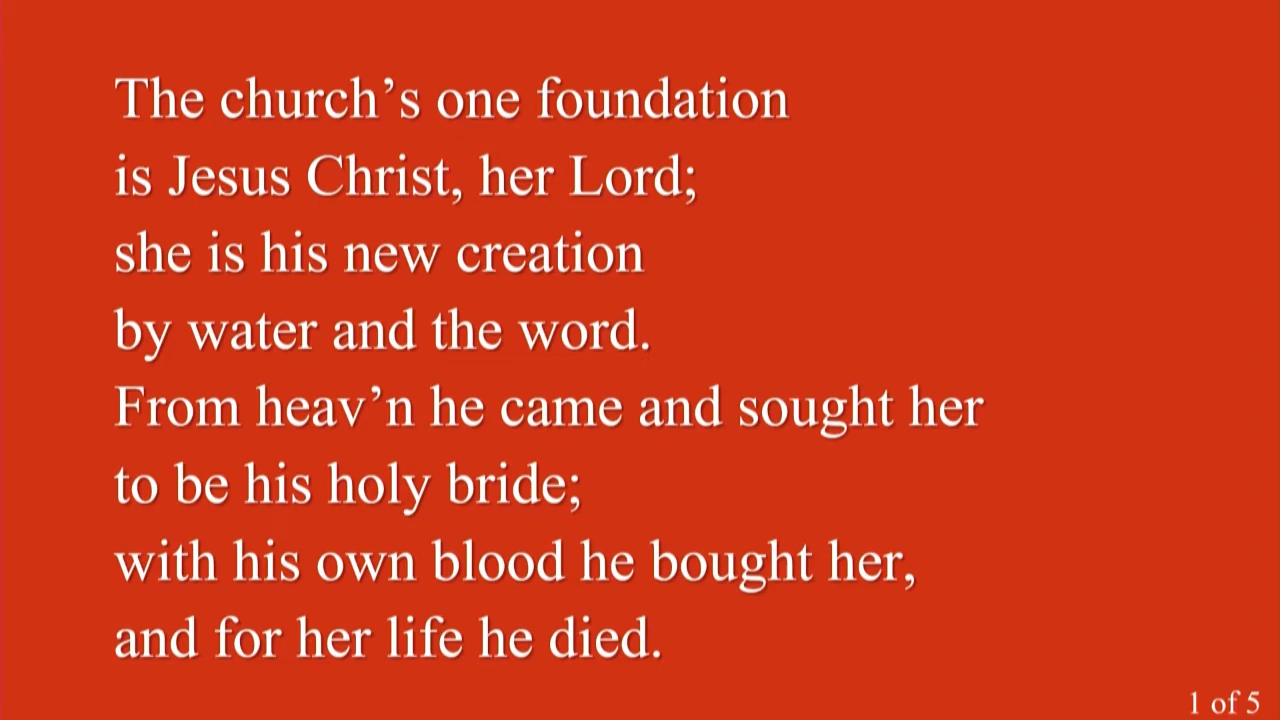 The church’s one foundation
is Jesus Christ, her Lord;
she is his new creation
by water and the word.
From heav’n he came and sought her
to be his holy bride;
with his own blood he bought her,
and for her life he died.
1 of 5